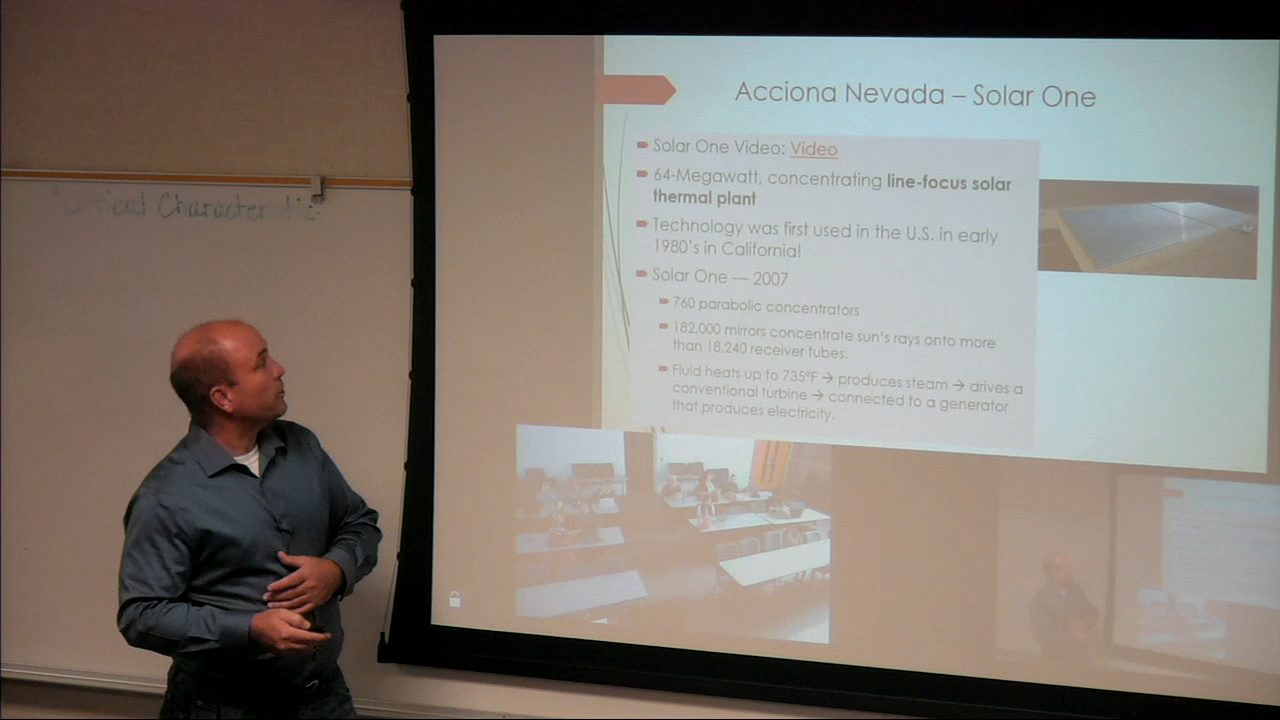 Critical Characteristic
Acciona Nevada – Solar One
Solar One Video: Video
64-Megawatt, concentrating line-focus solar
thermal plant
Technology was first used in the U.S. in early
1980's in California!
Solar One --- 2007
760 parabolic concentrators
182,000 mirrors concentrate sun's rays onto more
than 18,240 receiver tubes.
Fluid heats up to 735°F → produces steam → drives a
conventional turbine → connected to a generator
that produces electricity.